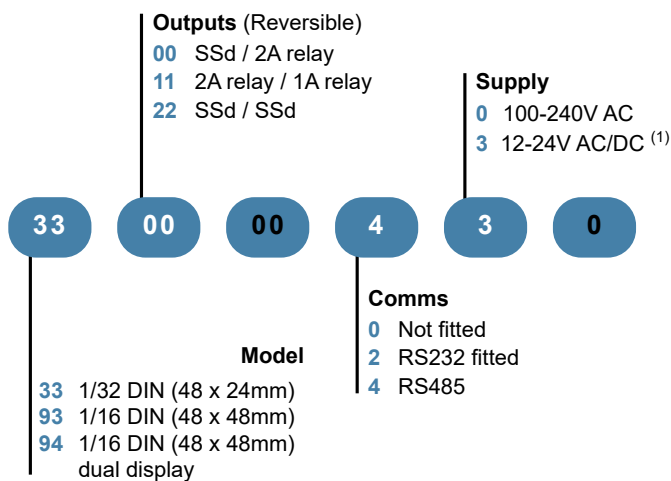 Outputs (Reversible)
00 SSd / 2A relay
11 2A relay / 1A relay
22 SSd / SSd
Supply
0 100-240V AC
3 12-24V AC/DC (1)
33 00 00 4 3 0
Model
33 1/32 DIN (48 x 24mm)
93 1/16 DIN (48 x 48mm)
94 1/16 DIN (48 x 48mm)
dual display
Comms
0 Not fitted
2 RS232 fitted
4 RS485